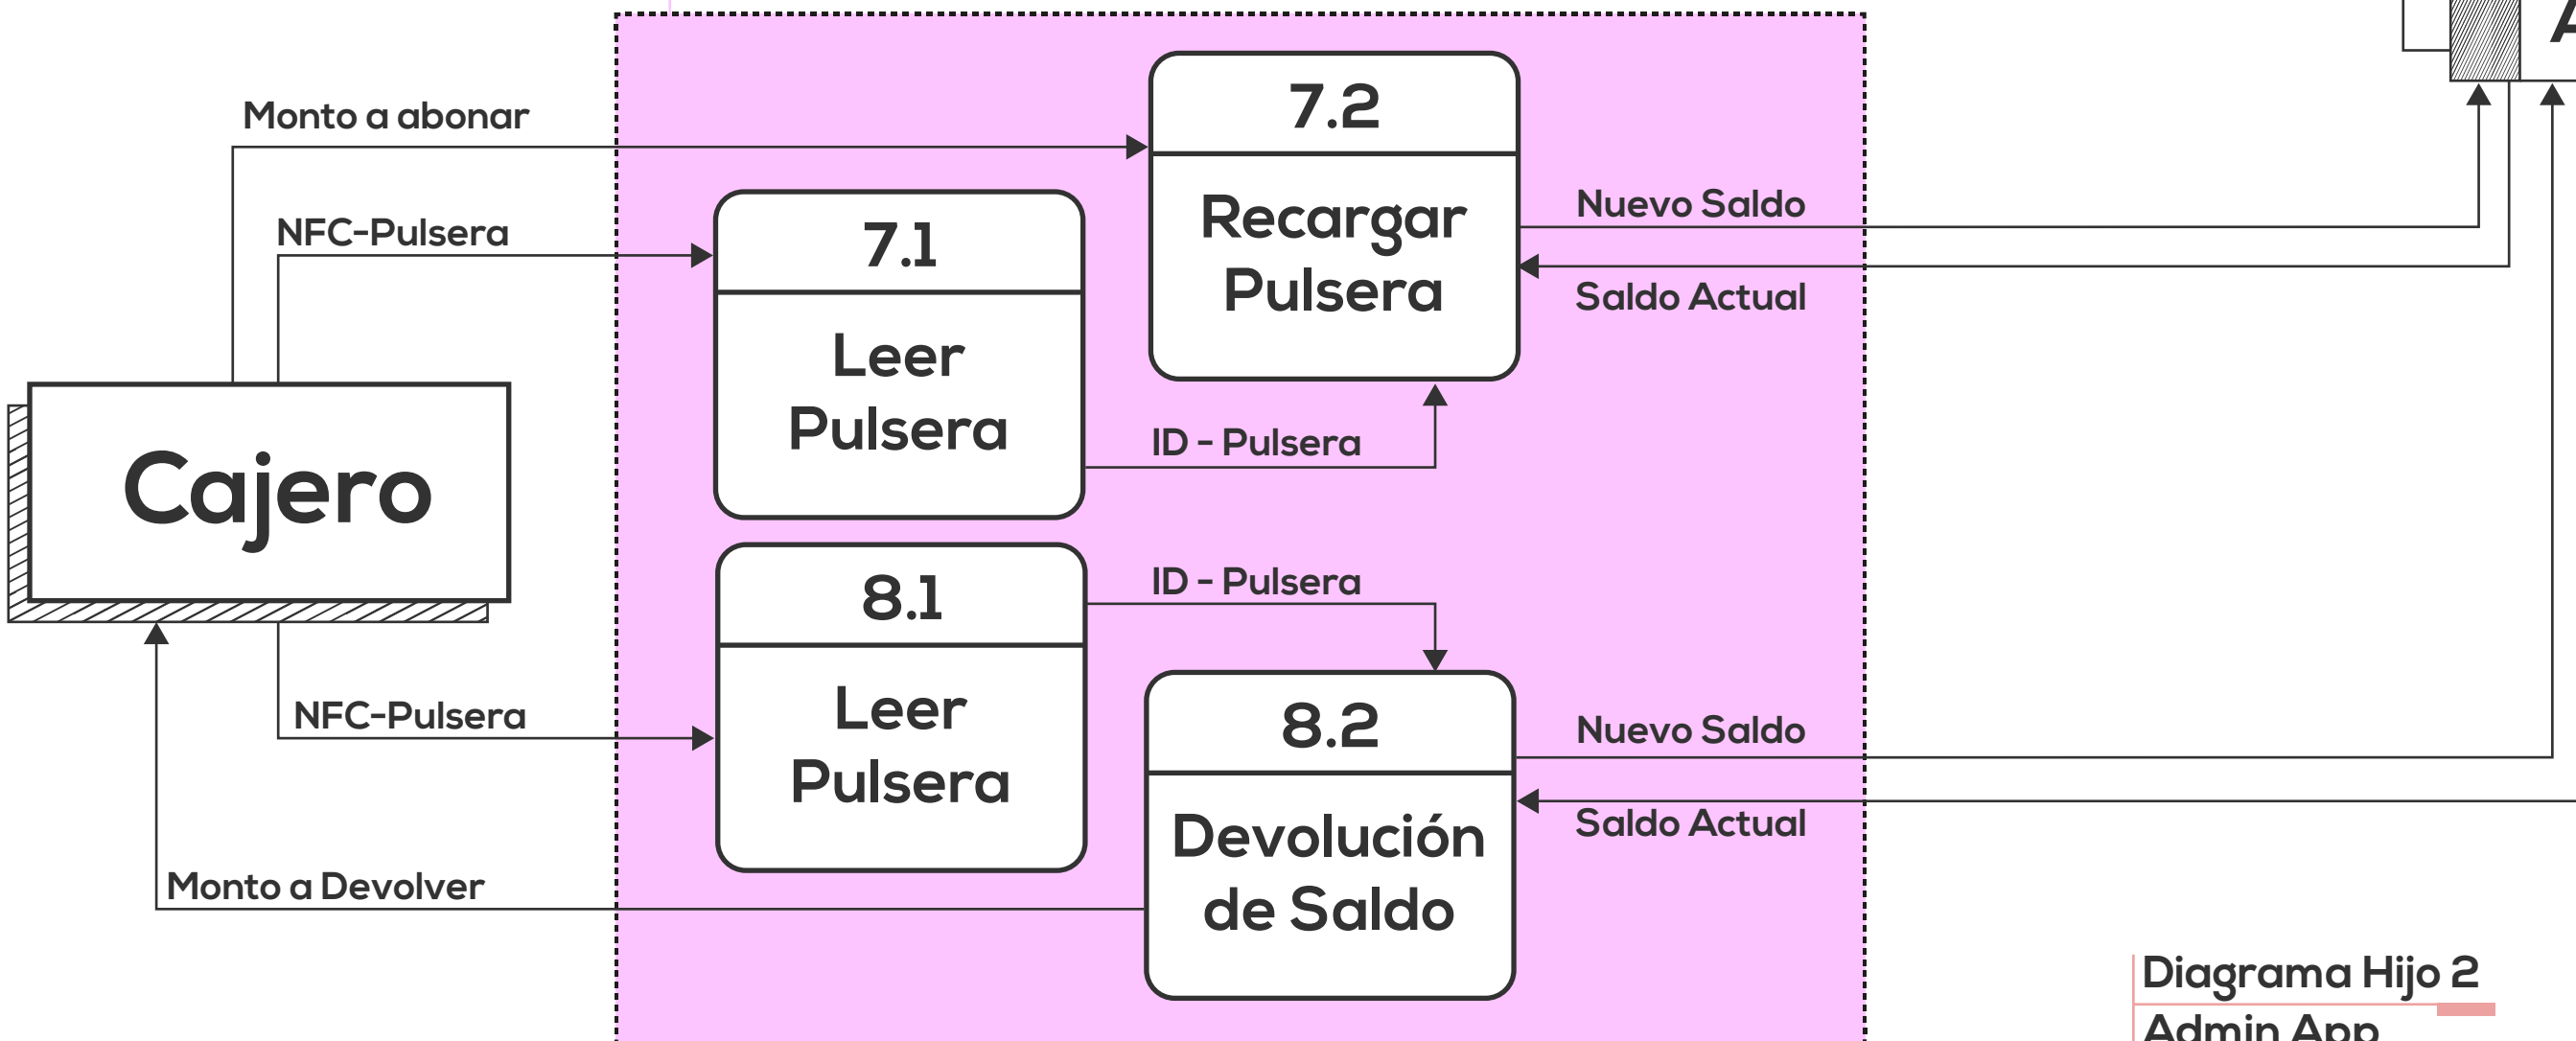 Monto a abonar
NFC-Pulsera
Cajero
NFC-Pulsera
Monto a Devolver
7.1
Leer
Pulsera
ID - Pulsera
7.2
Recargar
Pulsera
Nuevo Saldo
Saldo Actual
8.1
Leer
Pulsera
ID - Pulsera
8.2
Devolución
de Saldo
Nuevo Saldo
Saldo Actual
Diagrama Hijo 2
Admin App